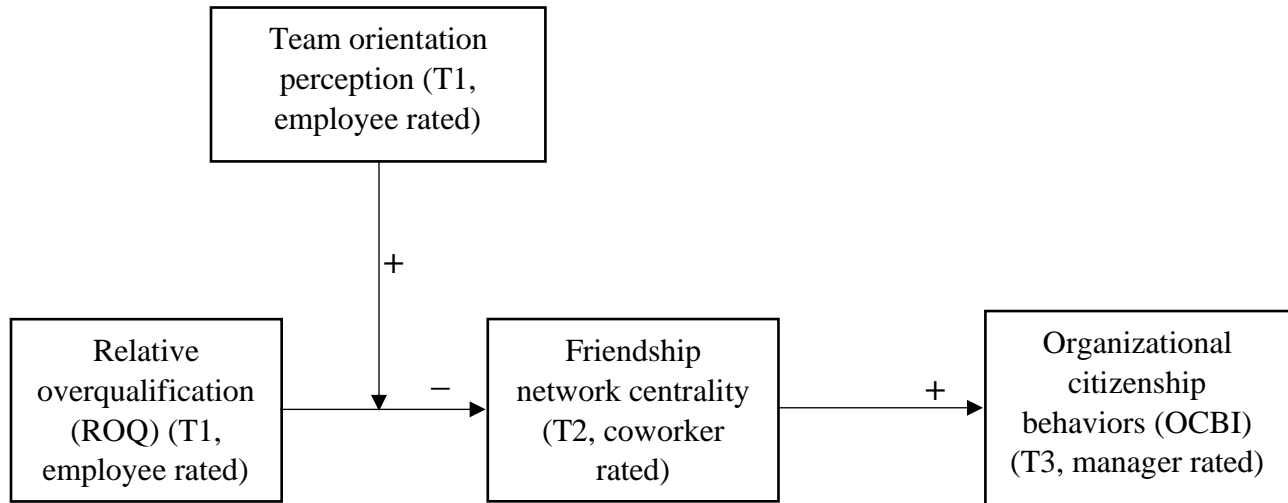 Team orientation
perception (T1,
employee rated)
+
Relative
overqualification
(ROQ) (T1,
employee rated)
−
Friendship
network centrality
(T2, coworker
rated)
+
Organizational
citizenship
behaviors (OCBI)
(T3, manager rated)